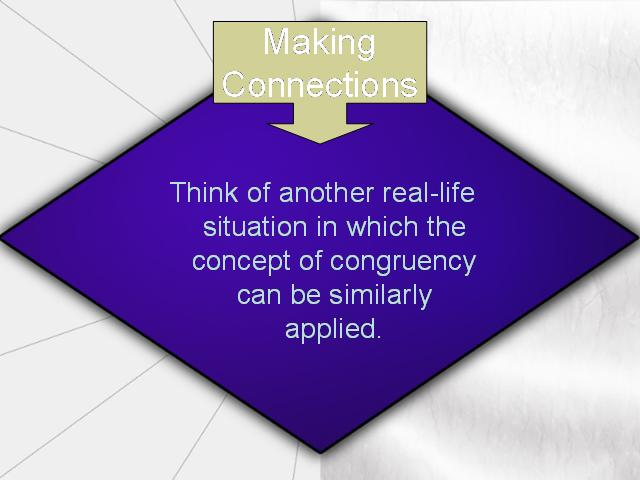 Making
Connections
Think of another real-life
situation in which the
concept of congruency
can be similarly
applied.